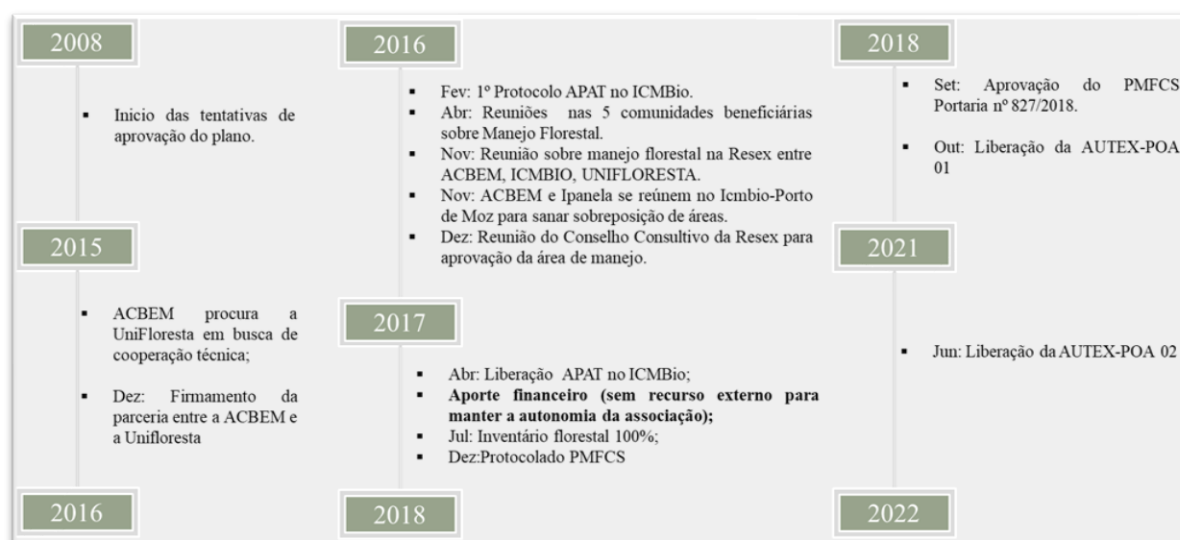 2008
Inicio das tentativas de
aprovação do plano.
2015
ACBEM procura a
UniFloresta em busca de
cooperação técnica;
Dez: Firmamento da
parceria entre a ACBEM e
a Unifloresta
2016
2016
Fev: 1º Protocolo APAT no ICMBio.
Abr: Reuniões nas 5 comunidades beneficiárias
sobre Manejo Florestal.
Nov: Reunião sobre manejo florestal na Resex entre
ACBEM, ICMBIO, UNIFLORESTA.
Nov: ACBEM e Ipanela se reúnem no Icmbio-Porto
de Moz para sanar sobreposição de áreas.
Dez: Reunião do Conselho Consultivo da Resex para
aprovação da área de manejo.
2017
Abr: Liberação APAT no ICMBio;
Aporte financeiro (sem recurso externo para
manter a autonomia da associação);
Jul: Inventário florestal 100%;
Dez:Protocolado PMFCS
2018
2018
Set: Aprovação do PMFCS
Portaria nº 827/2018.
Out: Liberação da AUTEX-POA
01
2021
Jun: Liberação da AUTEX-POA 02
2022